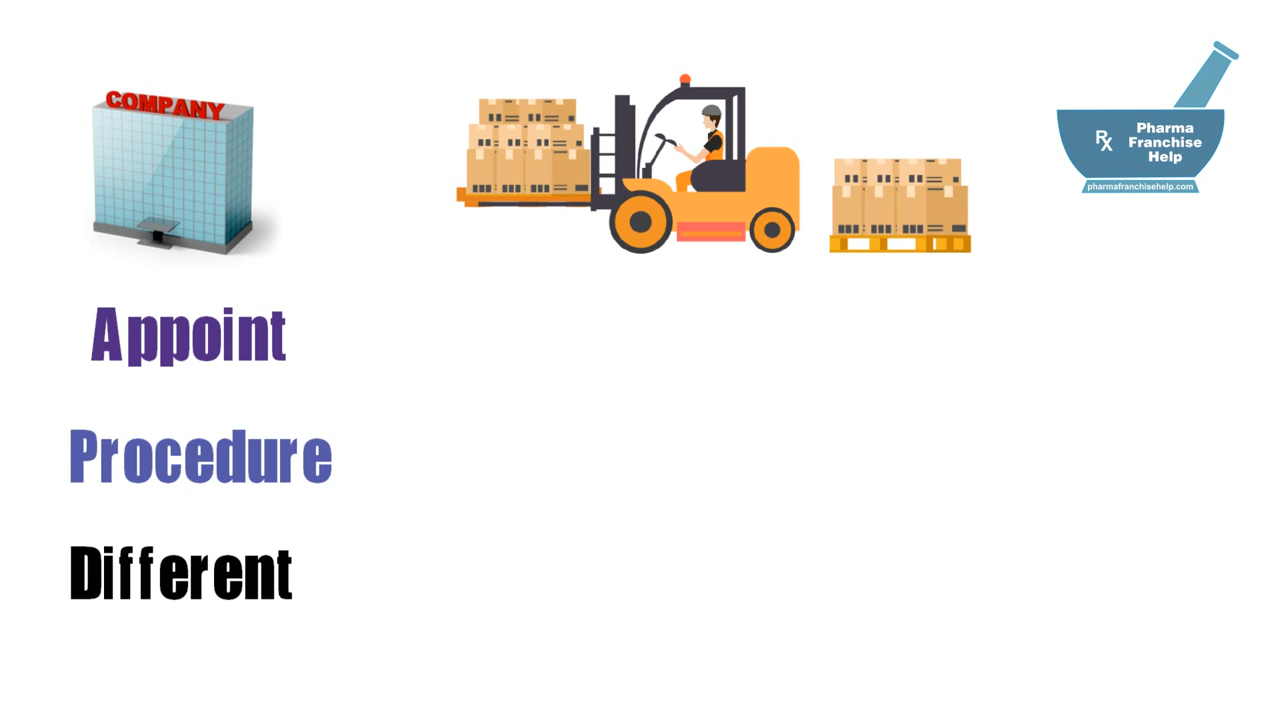 COMPANY
Rx
Pharma
Franchise
Help
pharmafranchisehelp.com
Appoint
Procedure
Different